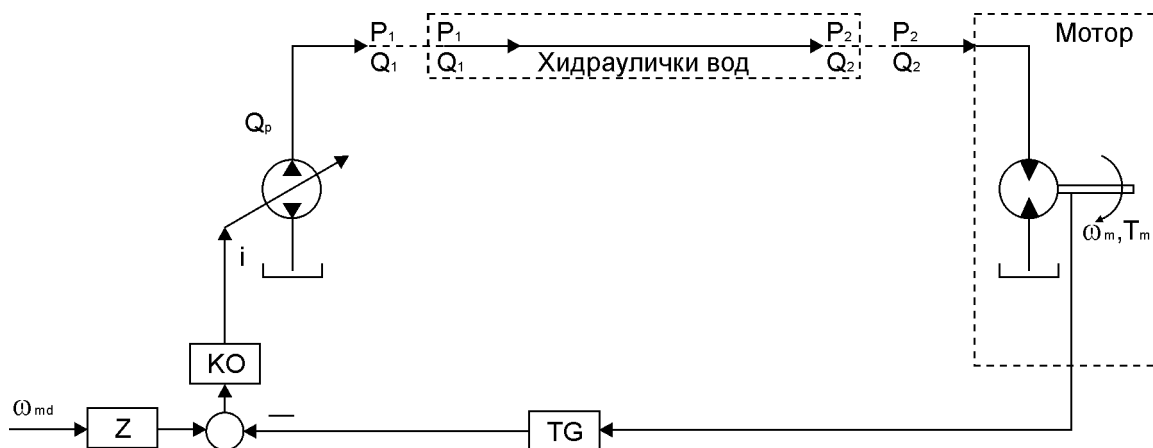 P₁ P₁ P₂ P₂ Мотор
Q₁ Q₁ Хидраулички вод Q₂ Q₂
Qₚ
ωₘ,Tₘ
i
KO
ωmd Z — TG